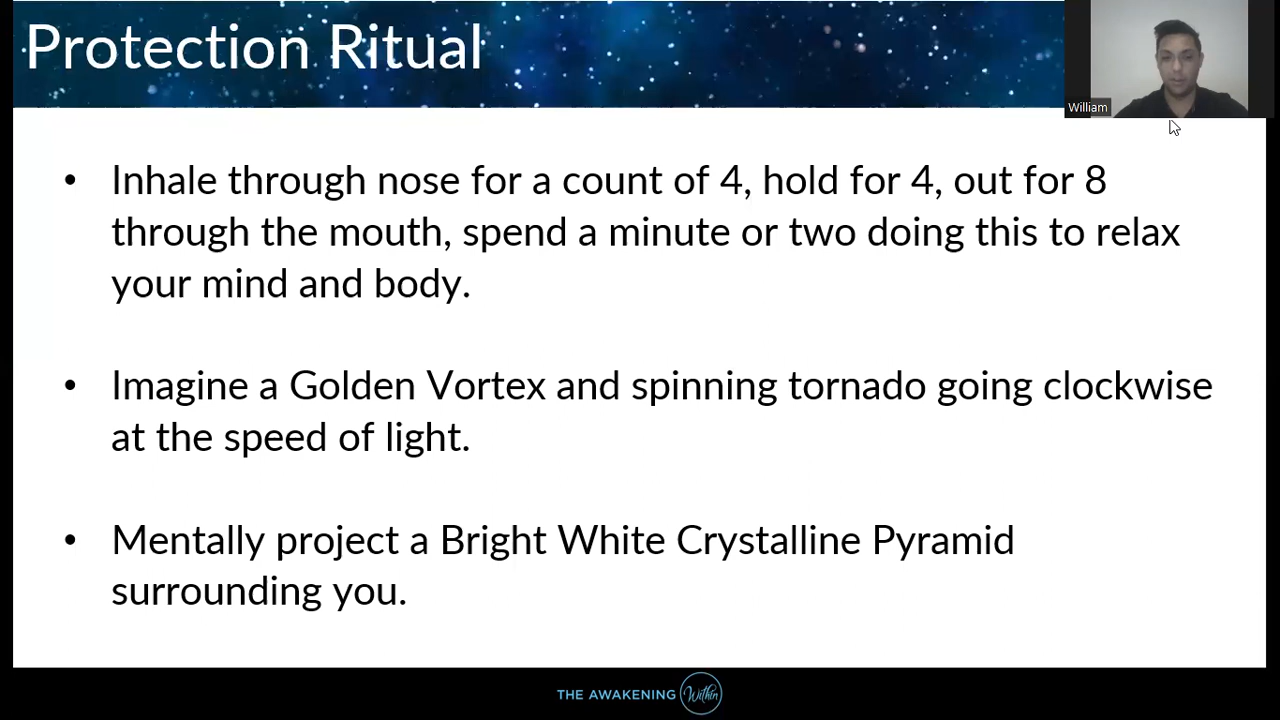 Protection Ritual
William
• Inhale through nose for a count of 4, hold for 4, out for 8
through the mouth, spend a minute or two doing this to relax
your mind and body.
• Imagine a Golden Vortex and spinning tornado going clockwise
at the speed of light.
• Mentally project a Bright White Crystalline Pyramid
surrounding you.
THE AWAKENING Within